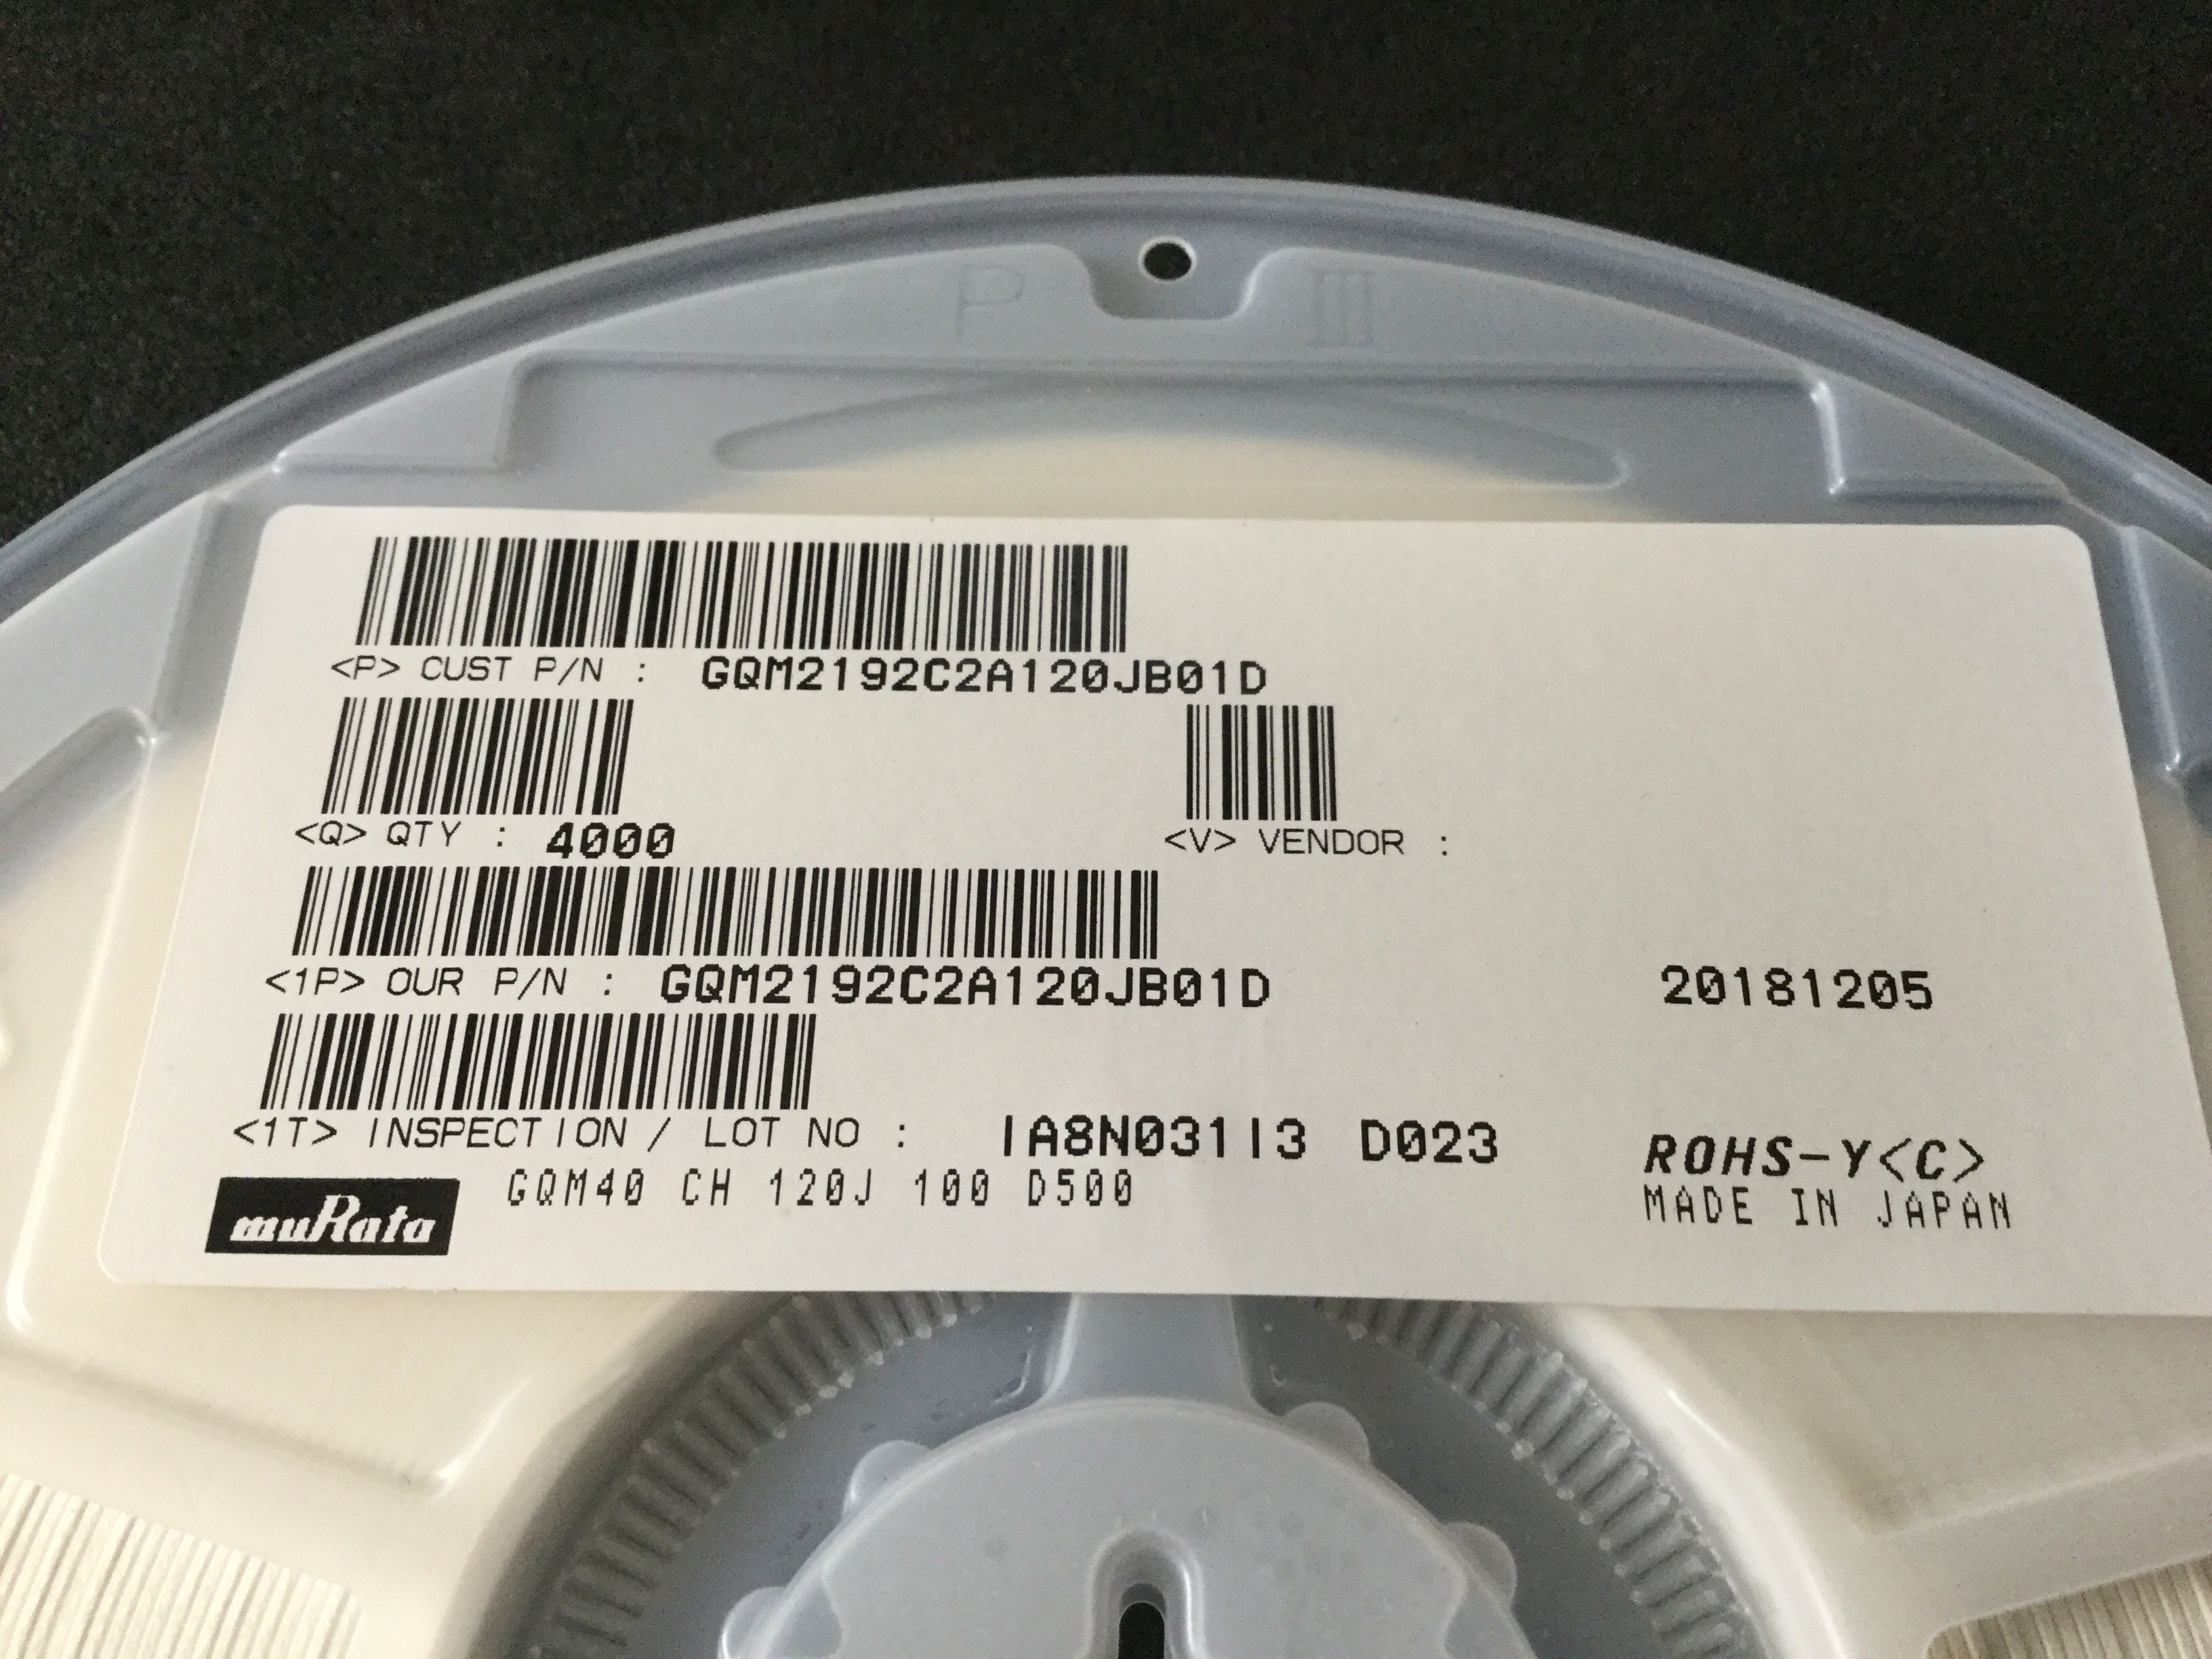 P III
<P> CUST P/N : GQM2192C2A120JB01D
<Q> QTY : 4000 <V> VENDOR :
<1P> OUR P/N : GQM2192C2A120JB01D 20181205
<1T> INSPECTION / LOT NO : IA8N031I3 D023 ROHS-Y<C>
muRata GQM40 CH 120J 100 D500 MADE IN JAPAN